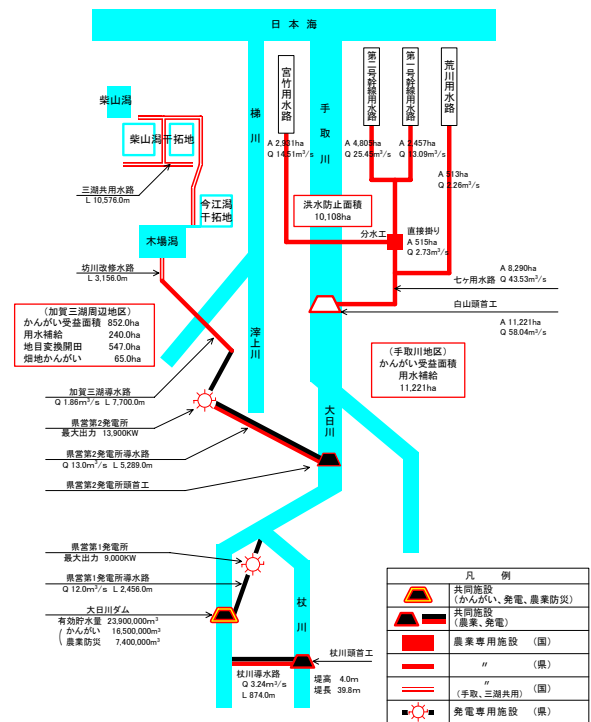 日本海
柴山潟
柴山潟干拓地
三湖共用水路
L 10,576.0m
今江潟
干拓地
木場潟
坊川改修水路
L 3,156.0m
(加賀三湖周辺地区)
かんがい受益面積 852.0ha
用水補給 240.0ha
地目変換開田 547.0ha
畑地かんがい 65.0ha
加賀三湖導水路
Q 1.86m³/s L 7,700.0m
県営第2発電所
最大出力 13,900KW
県営第2発電所導水路
Q 13.0m³/s L 5,289.0m
県営第2発電所頭首工
県営第1発電所
最大出力 9,000KW
県営第1発電所導水路
Q 12.0m³/s L 2,456.0m
大日川ダム
有効貯水量 23,900,000m³
( かんがい 16,500,000m³
農業防災 7,400,000m³
梯川
滓上川
手取川
大日川
杖川
宮竹用水路
A 2,931ha
Q 14.51m³/s
第二号幹線用水路
A 4,805ha
Q 25.45m³/s
第一号幹線用水路
A 2,457ha
Q 13.09m³/s
荒川用水路
A 513ha
Q 2.26m³/s
洪水防止面積
10,108ha
分水工
直接掛り
A 515ha
Q 2.73m³/s
A 8,290ha
七ヶ用水路 Q 43.53m³/s
白山頭首工
A 11,221ha
Q 58.04m³/s
(手取川地区)
かんがい受益面積
用水補給
11,221ha
杖川頭首工
堤高 4.0m
堤長 39.8m
杖川導水路
Q 3.24m³/s
L 874.0m
凡例
共同施設
(かんがい、発電、農業防災)
共同施設
(農業、発電)
農業専用施設 (国)
〃 (県)
〃 (国)
(手取、三湖共用)
発電専用施設 (県)